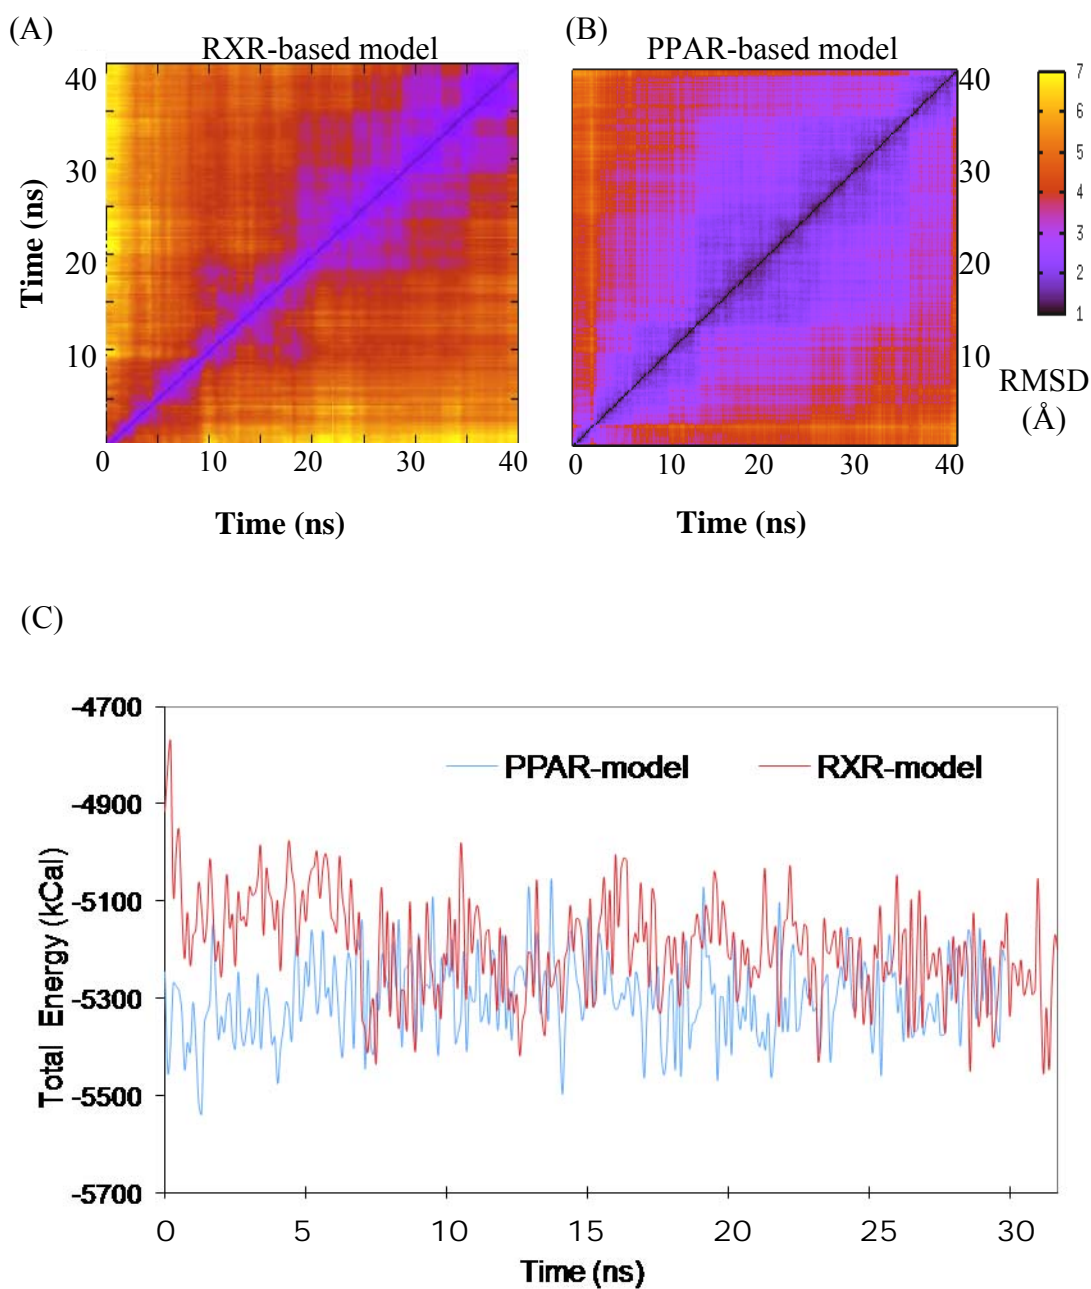 (A)
RXR-based model
(B)
PPAR-based model
40
30
20
10
Time (ns)
0 10 20 30 40
Time (ns)
40
30
20
10
0 10 20 30 40
Time (ns)
7
6
5
4
3
2
1
RMSD
(Å)
(C)
-4700
-4900
-5100
-5300
-5500
-5700
Total Energy (kCal)
PPAR-model RXR-model
0 5 10 15 20 25 30
Time (ns)